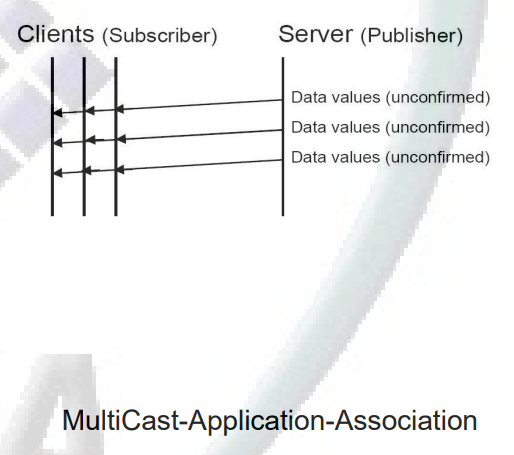 Clients (Subscriber) Server (Publisher)
Data values (unconfirmed)
Data values (unconfirmed)
Data values (unconfirmed)
MultiCast-Application-Association